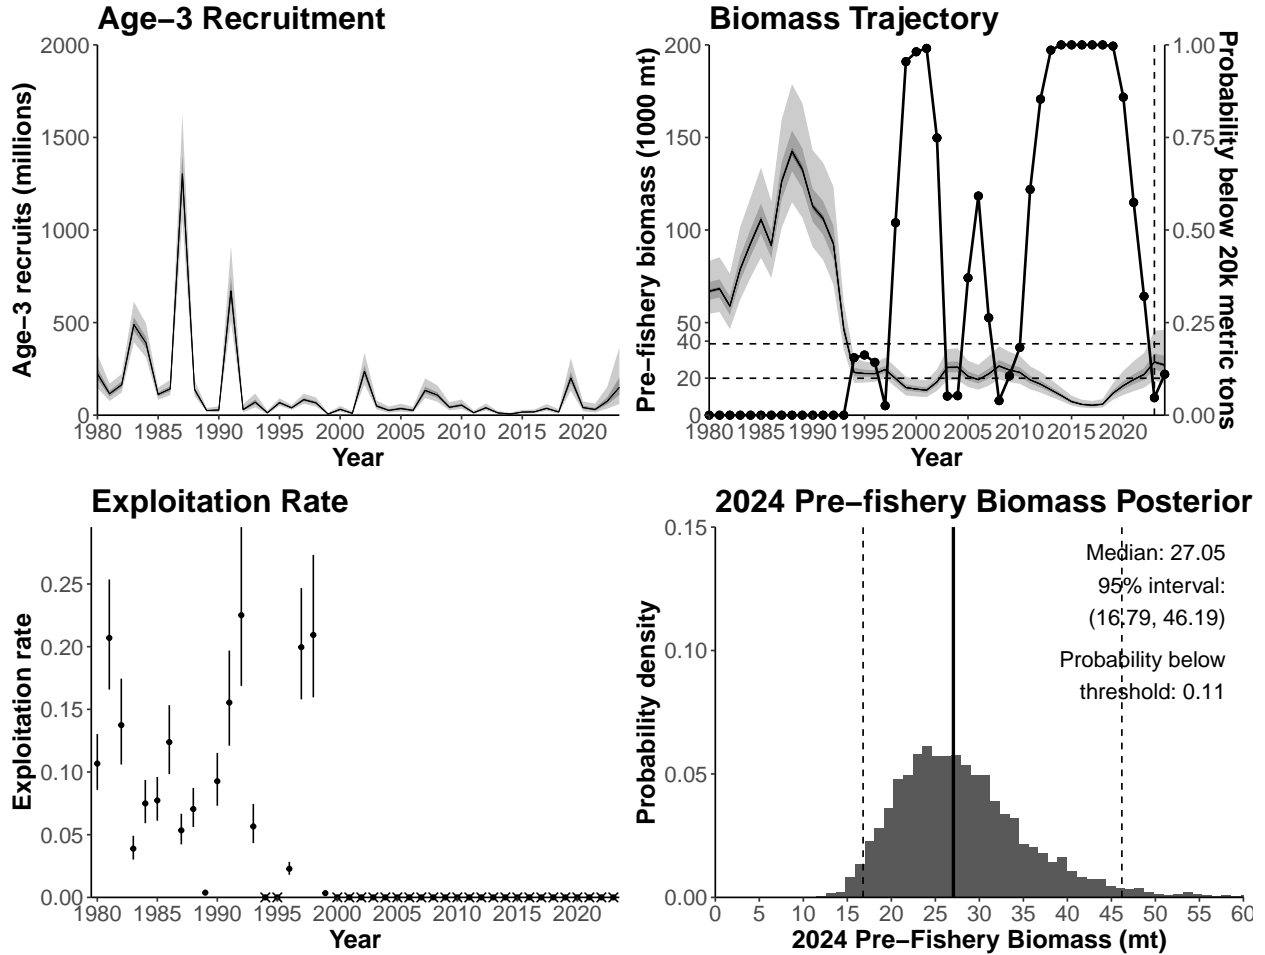 Age−3 Recruitment
2000
1500
1000
500
0
Age−3 recruits (millions)
1980 1985 1990 1995 2000 2005 2010 2015 2020
Year
Biomass Trajectory
200
150
100
50
40
20
0
Pre−fishery biomass (1000 mt)
1.00
0.75
0.50
0.25
0.00
Probability below 20k metric tons
1980 1985 1990 1995 2000 2005 2010 2015 2020
Year
Exploitation Rate
0.25
0.20
0.15
0.10
0.05
0.00
Exploitation rate
1980 1985 1990 1995 2000 2005 2010 2015 2020
Year
2024 Pre−fishery Biomass Posterior
0.15
0.10
0.05
0.00
Probability density
Median: 27.05
95% interval:
(16.79, 46.19)
Probability below
threshold: 0.11
0 5 10 15 20 25 30 35 40 45 50 55 60
2024 Pre−Fishery Biomass (mt)